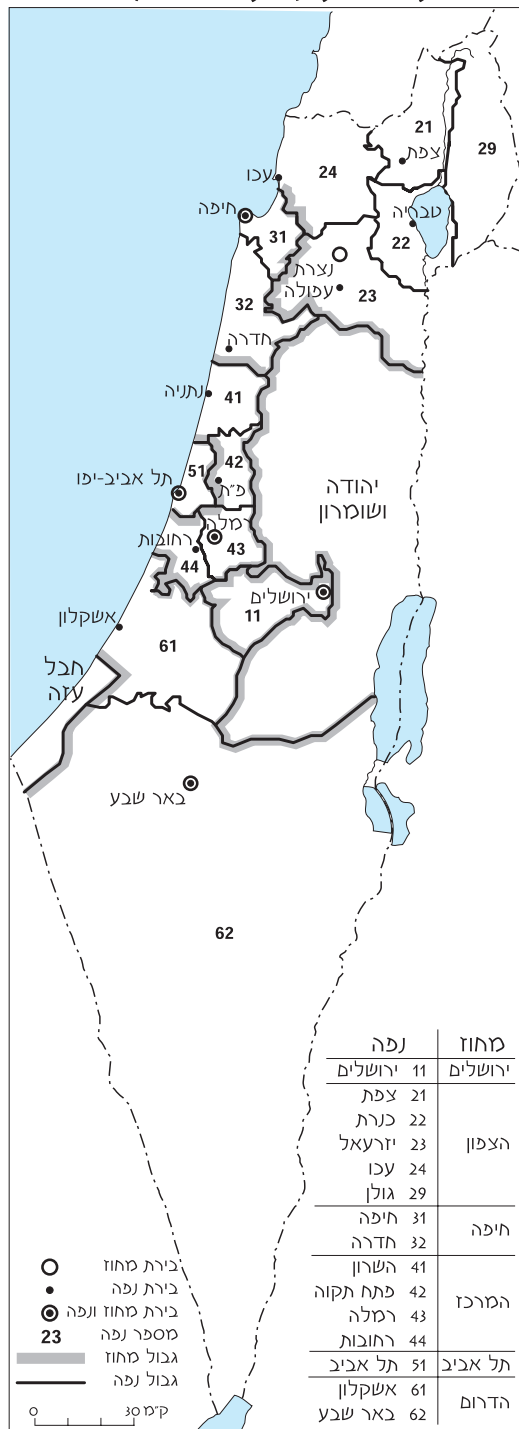 21
צפת
29
עכו
24
טבריה
22
חיפה
31
נצרת
עפולה
23
32
חדרה
נתניה
41
תל אביב-יפו
51
42
פ״ת
יהודה
ושומרון
רמלה
43
רחובות
44
ירושלים
11
אשקלון
61
חבל
עזה
באר שבע
62
מחוז נפה
ירושלים 11 ירושלים
הצפון
21 צפת
22 כנרת
23 יזרעאל
24 עכו
29 גולן
חיפה
31 חיפה
32 חדרה
המרכז
41 השרון
42 פתח תקוה
43 רמלה
44 רחובות
תל אביב 51 תל אביב
הדרום
61 אשקלון
62 באר שבע
בירת מחוז
בירת נפה
בירת מחוז ונפה
23 מספר נפה
גבול מחוז
גבול נפה
0 30 ק״מ